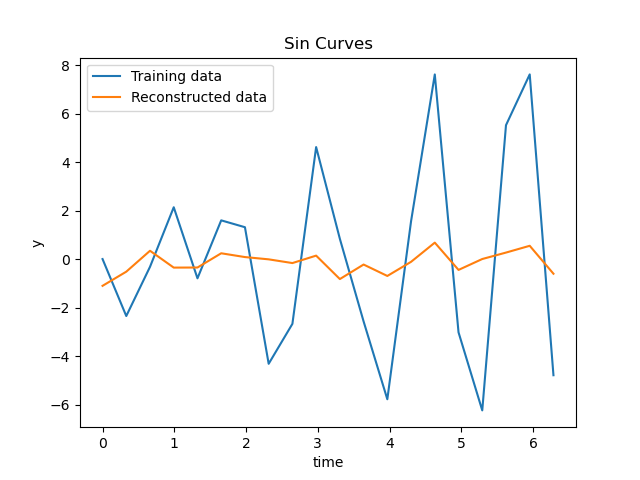 Sin Curves
Training data
Reconstructed data
8
6
4
2
0
−2
−4
−6
y
0 1 2 3 4 5 6
time